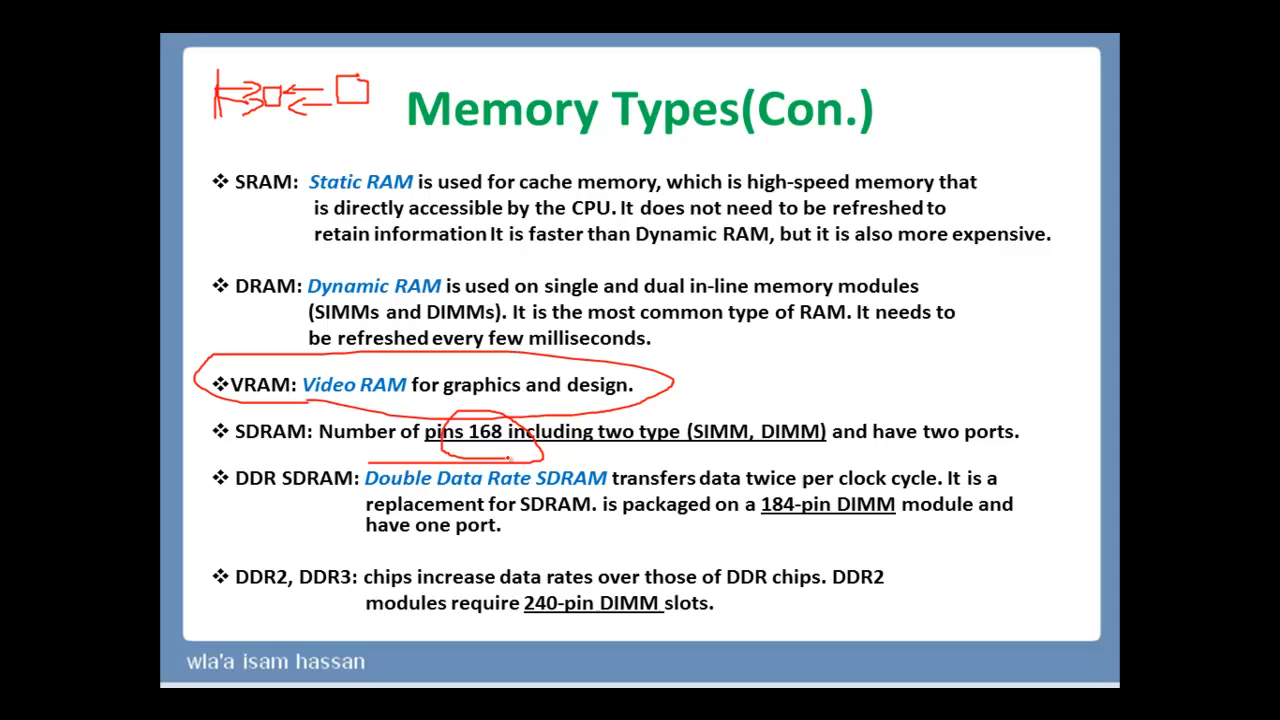 Memory Types(Con.)
❖ SRAM: Static RAM is used for cache memory, which is high-speed memory that
is directly accessible by the CPU. It does not need to be refreshed to
retain information It is faster than Dynamic RAM, but it is also more expensive.
❖ DRAM: Dynamic RAM is used on single and dual in-line memory modules
(SIMMs and DIMMs). It is the most common type of RAM. It needs to
be refreshed every few milliseconds.
❖VRAM: Video RAM for graphics and design.
❖ SDRAM: Number of pins 168 including two type (SIMM, DIMM) and have two ports.
❖ DDR SDRAM: Double Data Rate SDRAM transfers data twice per clock cycle. It is a
replacement for SDRAM. is packaged on a 184-pin DIMM module and
have one port.
❖ DDR2, DDR3: chips increase data rates over those of DDR chips. DDR2
modules require 240-pin DIMM slots.
wla'a isam hassan